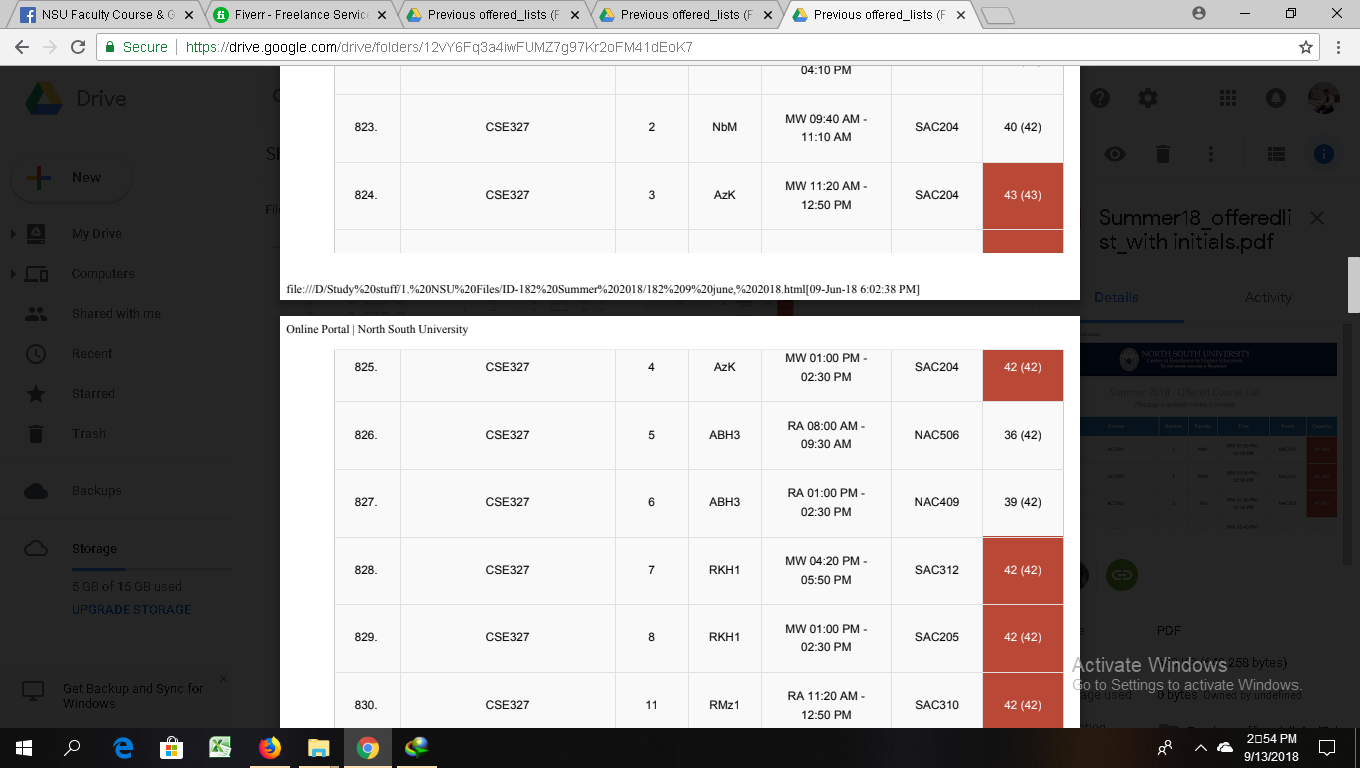 NSU Faculty Course & G
Fiverr - Freelance Service
Previous offered_lists (F
Previous offered_lists (F
Previous offered_lists (F
Secure
https://drive.google.com/drive/folders/12vY6Fq3a4iwFUMZ7g97Kr2oFM41dEoK7
Drive
New
My Drive
Computers
Shared with me
Recent
Starred
Trash
Backups
Storage
5 GB of 15 GB used
UPGRADE STORAGE
Get Backup and Sync for
Windows
04:10 PM
823. CSE327 2 NbM MW 09:40 AM - 11:10 AM SAC204 40 (42)
824. CSE327 3 AzK MW 11:20 AM - 12:50 PM SAC204 43 (43)
file:///D/Study%20stuff/1.%20NSU%20Files/ID-182%20Summer%202018/182%209%20june,%202018.html[09-Jun-18 6:02:38 PM]
Online Portal | North South University
825. CSE327 4 AzK MW 01:00 PM - 02:30 PM SAC204 42 (42)
826. CSE327 5 ABH3 RA 08:00 AM - 09:30 AM NAC506 36 (42)
827. CSE327 6 ABH3 RA 01:00 PM - 02:30 PM NAC409 39 (42)
828. CSE327 7 RKH1 MW 04:20 PM - 05:50 PM SAC312 42 (42)
829. CSE327 8 RKH1 MW 01:00 PM - 02:30 PM SAC205 42 (42)
830. CSE327 11 RMz1 RA 11:20 AM - 12:50 PM SAC310 42 (42)
Summer18_offeredli
st_with initials.pdf
Details
Activity
NORTH SOUTH UNIVERSITY
Summer 2018 : Offered Course List
PDF
258 bytes)
0 bytes Owned by undefined
Activate Windows
Go to Settings to activate Windows.
2:54 PM
9/13/2018